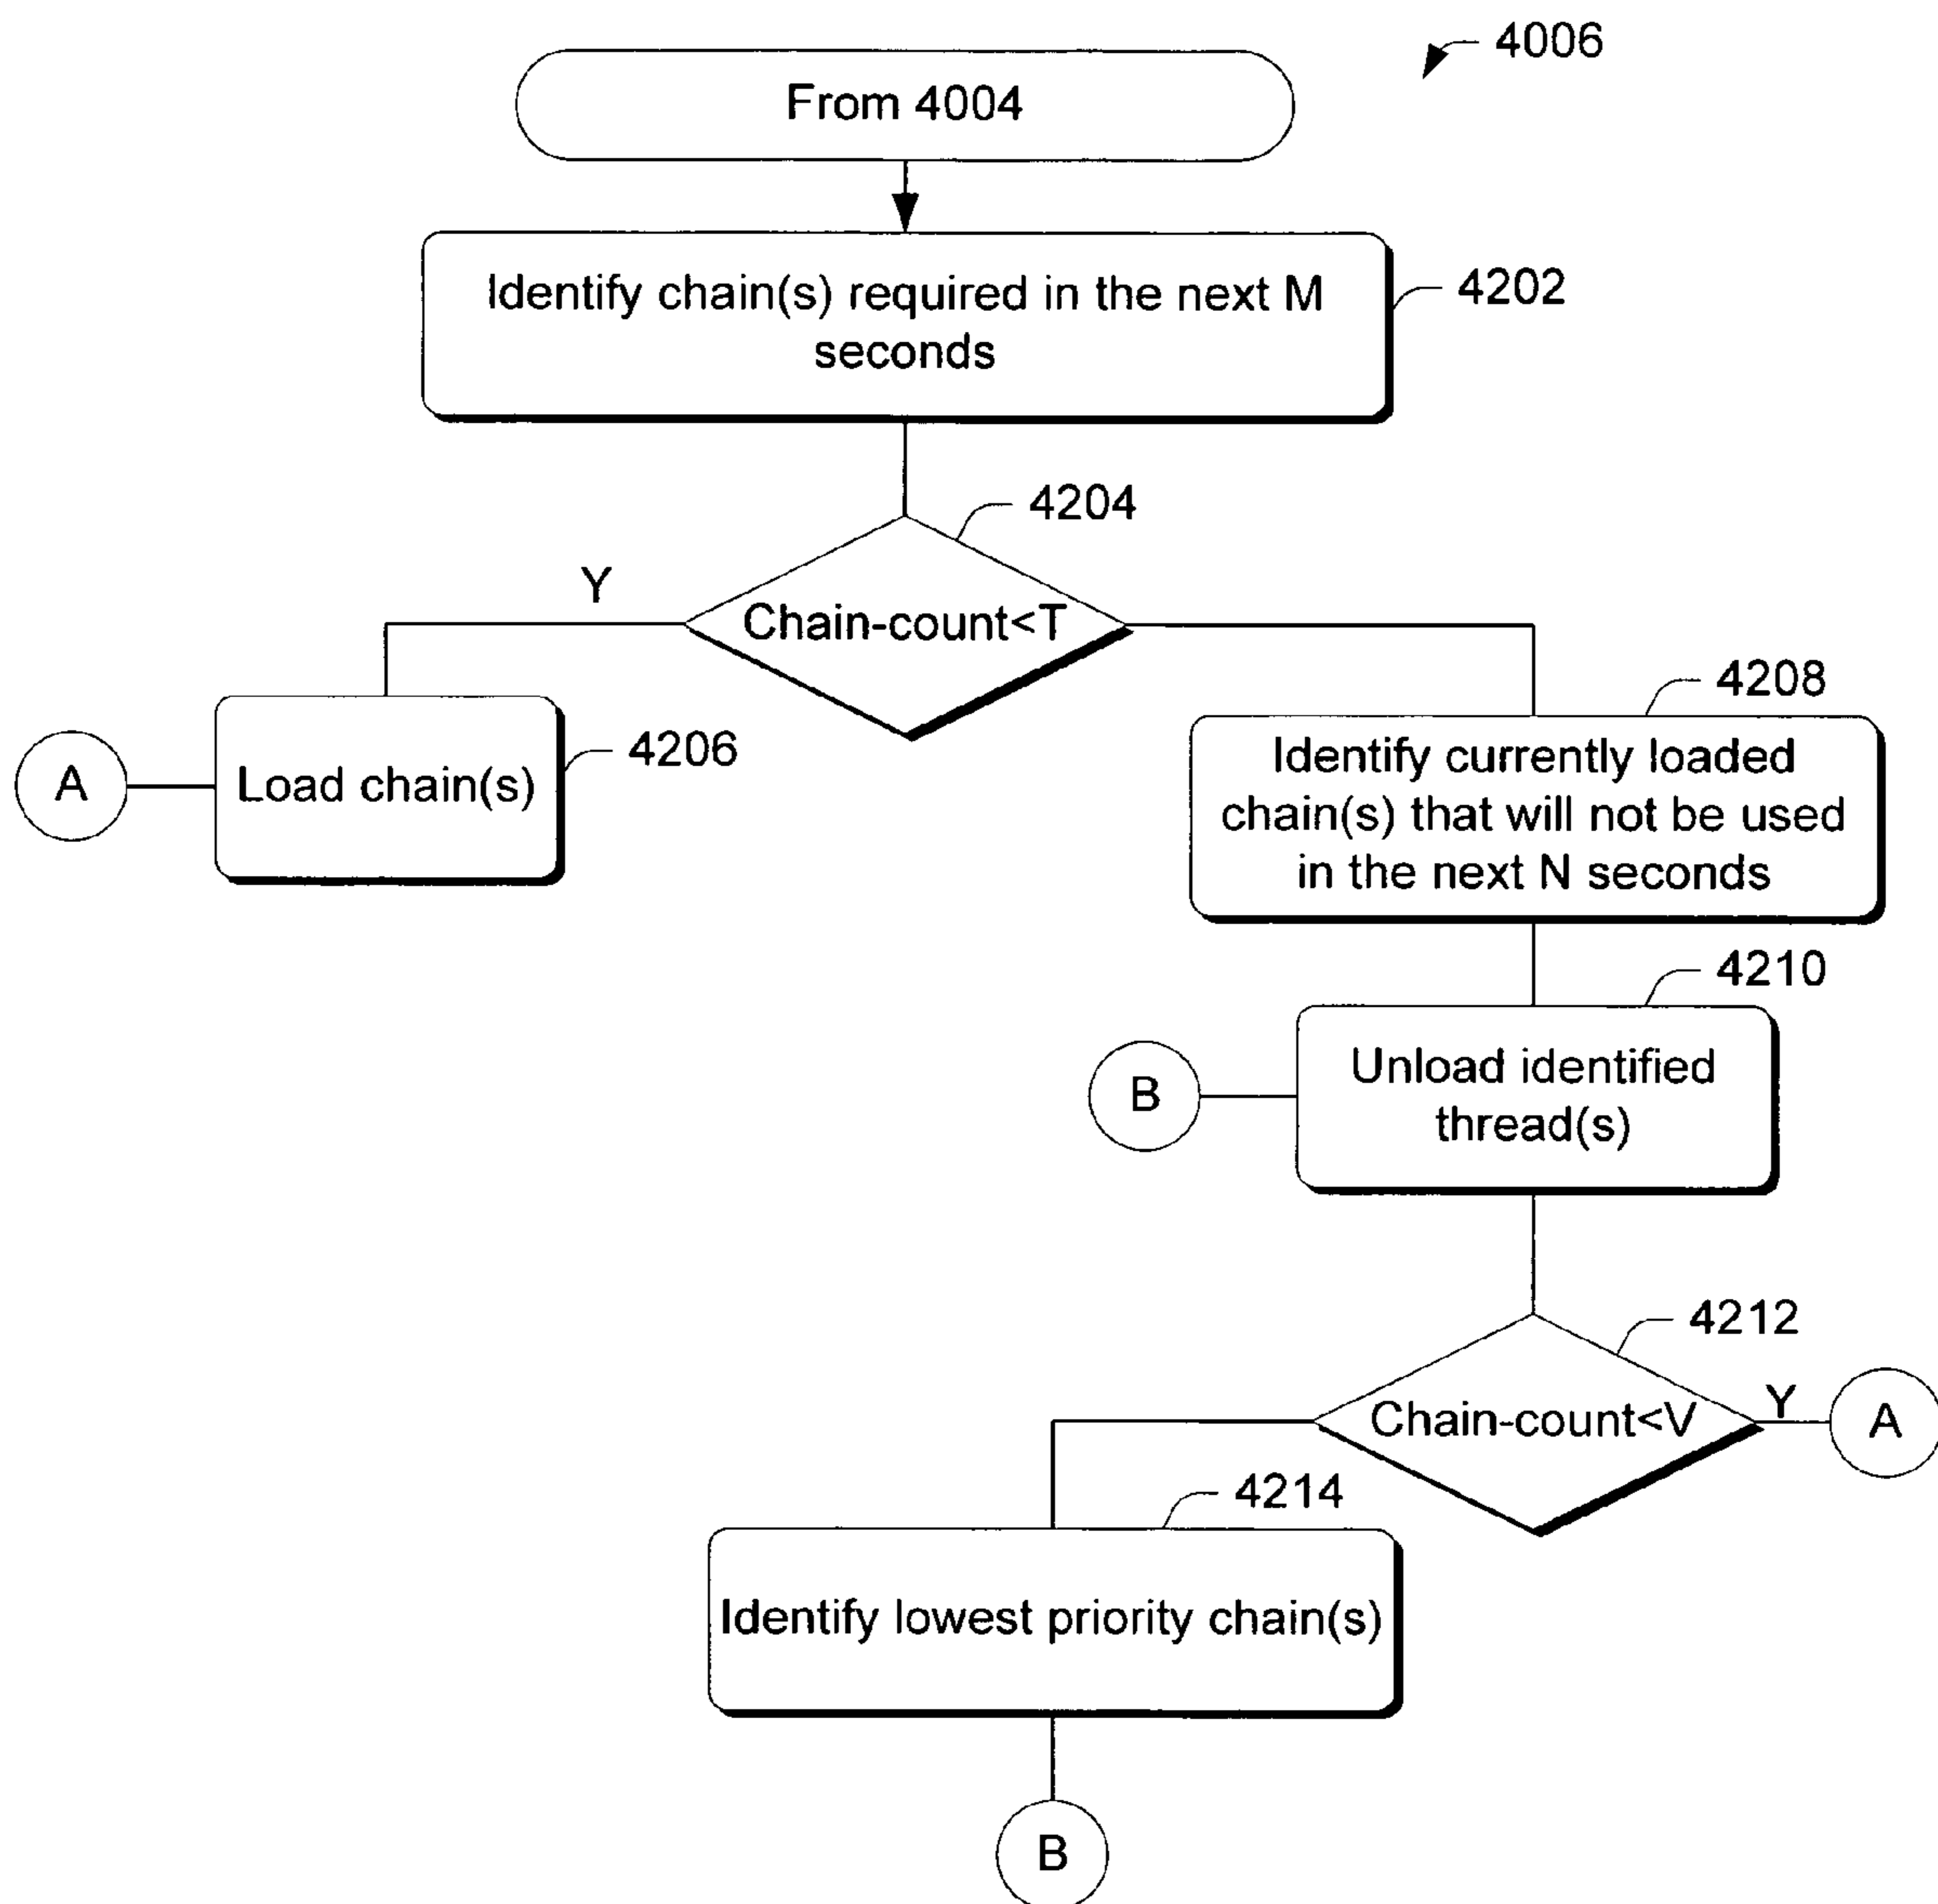 4006
From 4004
Identify chain(s) required in the next M
seconds
4202
4204
Y
Chain-count<T
4206
A
Load chain(s)
4208
Identify currently loaded
chain(s) that will not be used
in the next N seconds
4210
B
Unload identified
thread(s)
4212
Chain-count<V
Y
A
4214
Identify lowest priority chain(s)
B